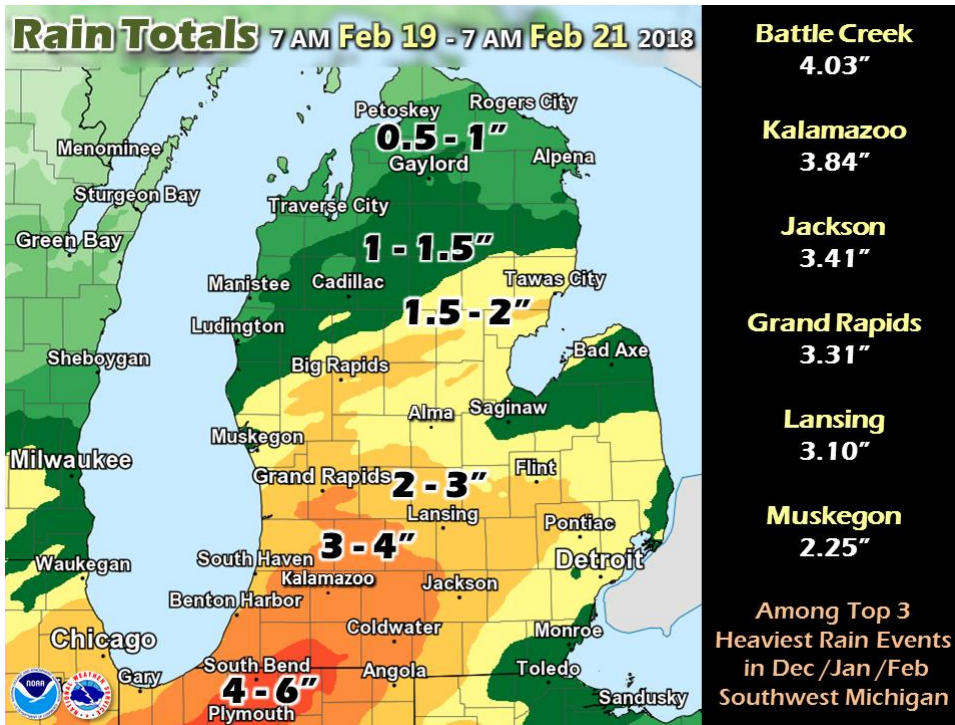 Rain Totals 7 AM Feb 19 - 7 AM Feb 21 2018
Petoskey
Rogers City
0.5 - 1"
Menominee
Gaylord
Alpena
Sturgeon Bay
Traverse City
Green Bay
1 - 1.5"
Manistee
Cadillac
Tawas City
1.5 - 2"
Ludington
Sheboygan
Big Rapids
Bad Axe
Alma
Saginaw
Muskegon
Milwaukee
Grand Rapids
2 - 3"
Flint
Lansing
Pontiac
South Haven
3 - 4"
Detroit
Waukegan
Kalamazoo
Jackson
Benton Harbor
Chicago
Coldwater
Monroe
Gary
South Bend
Angola
Toledo
4 - 6"
Plymouth
Sandusky
NOAA
NATIONAL WEATHER SERVICE
Battle Creek
4.03"
Kalamazoo
3.84"
Jackson
3.41"
Grand Rapids
3.31"
Lansing
3.10"
Muskegon
2.25"
Among Top 3
Heaviest Rain Events
in Dec /Jan /Feb
Southwest Michigan